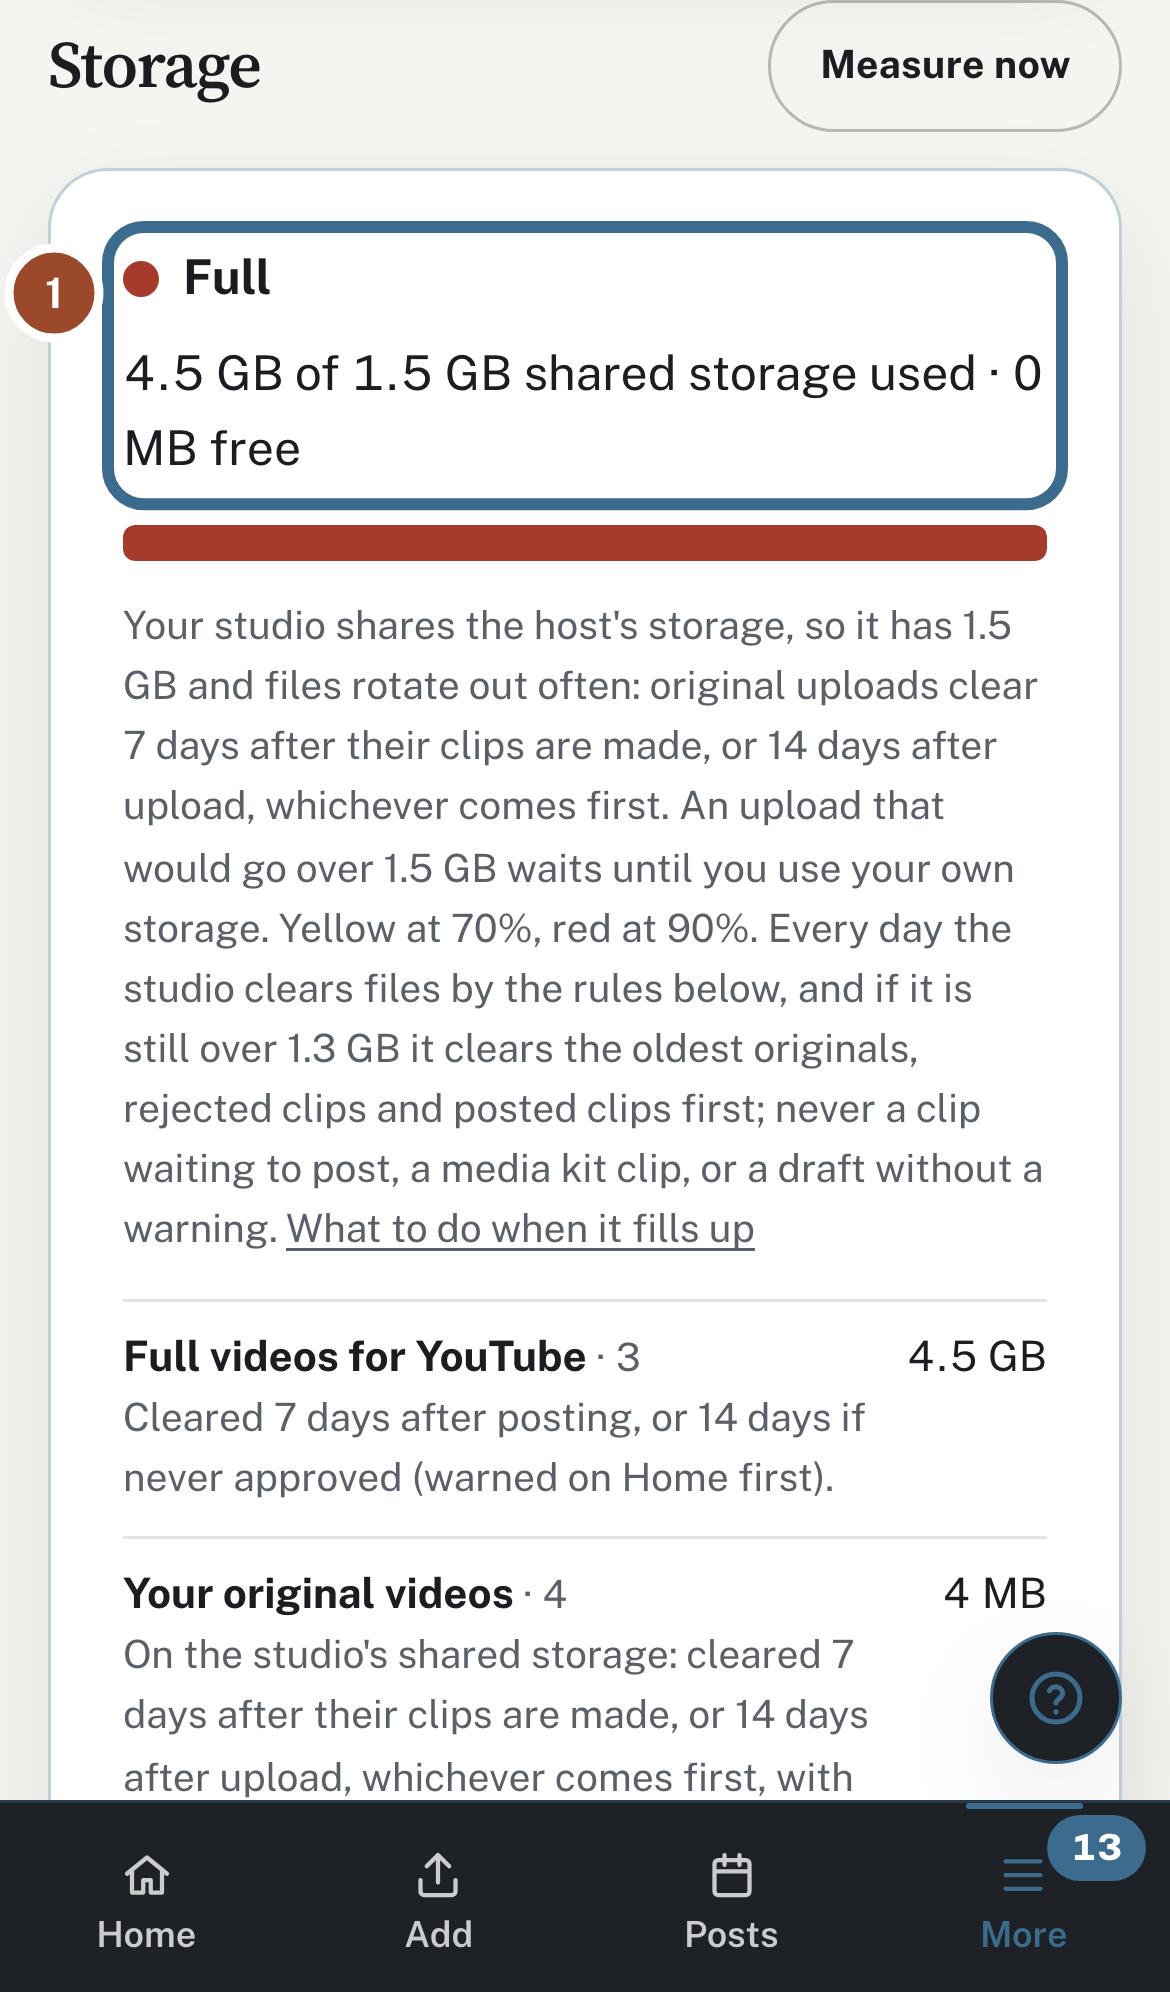 Storage
Measure now
1
Full
4.5 GB of 1.5 GB shared storage used · 0
MB free
Your studio shares the host's storage, so it has 1.5
GB and files rotate out often: original uploads clear
7 days after their clips are made, or 14 days after
upload, whichever comes first. An upload that
would go over 1.5 GB waits until you use your own
storage. Yellow at 70%, red at 90%. Every day the
studio clears files by the rules below, and if it is
still over 1.3 GB it clears the oldest originals,
rejected clips and posted clips first; never a clip
waiting to post, a media kit clip, or a draft without a
warning. What to do when it fills up
Full videos for YouTube · 3
4.5 GB
Cleared 7 days after posting, or 14 days if
never approved (warned on Home first).
Your original videos · 4
4 MB
On the studio's shared storage: cleared 7
days after their clips are made, or 14 days
after upload, whichever comes first, with
?
13
Home
Add
Posts
More